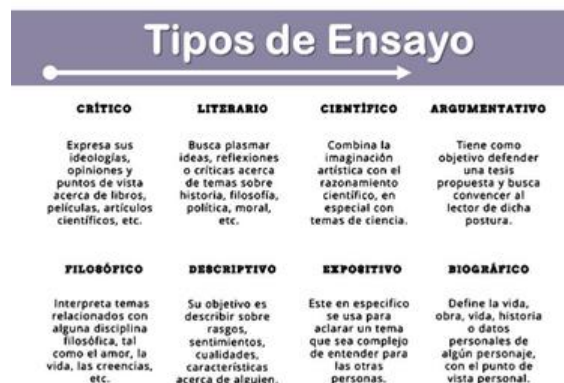 Tipos de Ensayo
CRÍTICO
Expresa sus
ideologías,
opiniones y
puntos de vista
acerca de libros,
películas, artículos
científicos, etc.
LITERARIO
Busca plasmar
ideas, reflexiones
o críticas acerca
de temas sobre
historia, filosofía,
política, moral,
etc.
CIENTÍFICO
Combina la
imaginación
artística con el
razonamiento
científico, en
especial con
temas de ciencia.
ARGUMENTATIVO
Tiene como
objetivo defender
una tesis
propuesta y busca
convencer al
lector de dicha
postura.
FILOSÓFICO
Interpreta temas
relacionados con
alguna disciplina
filosófica, tal
como el amor, la
vida, las creencias,
etc.
DESCRIPTIVO
Su objetivo es
describir sobre
rasgos,
sentimientos,
cualidades,
características
acerca de alguien.
EXPOSITIVO
Este en especifico
se usa para
aclarar un tema
que sea complejo
de entender para
las otras
personas.
BIOGRÁFICO
Define la vida,
obra, vida, historia
o datos
personales de
algún personaje,
con el punto de
vista personal.